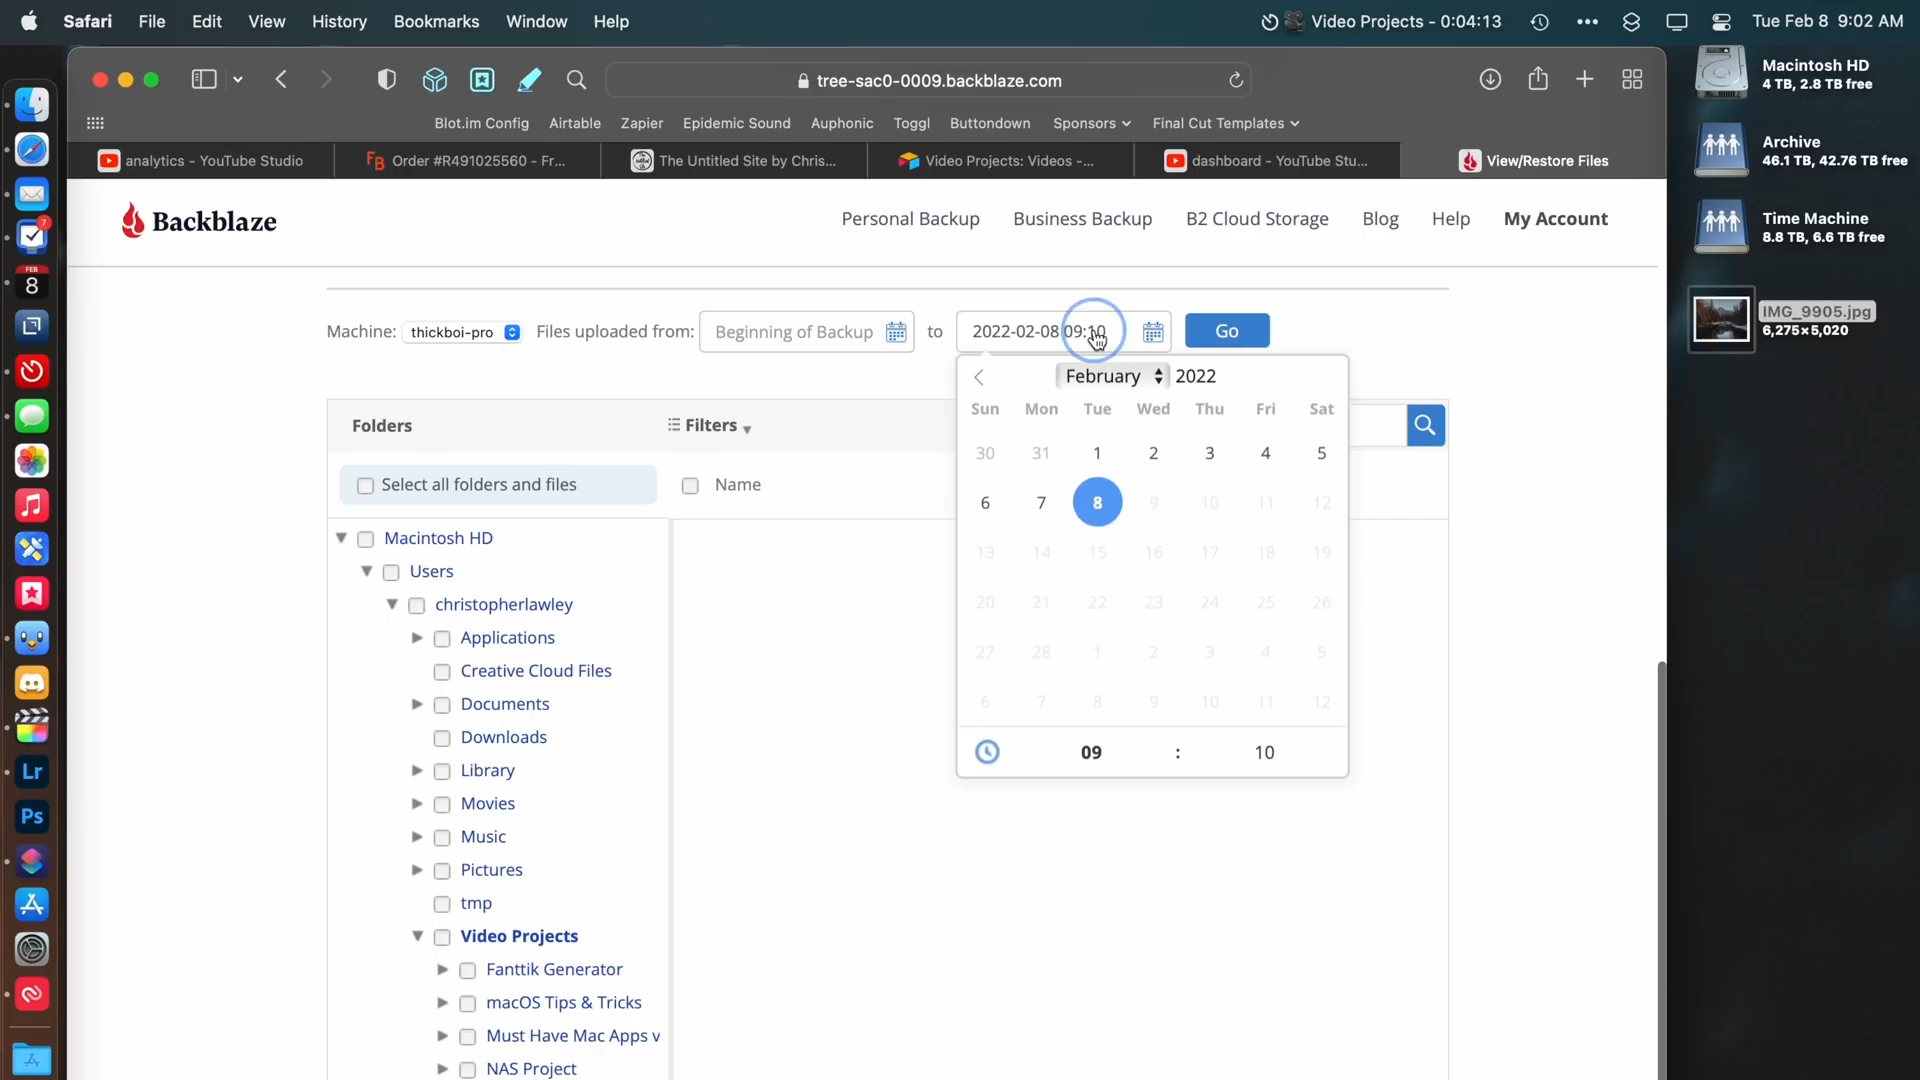 Safari File Edit View History Bookmarks Window Help
Video Projects - 0:04:13 Tue Feb 8 9:02 AM
tree-sac0-0009.backblaze.com
Blot.im Config Airtable Zapier Epidemic Sound Auphonic Toggl Buttondown Sponsors Final Cut Templates
analytics - YouTube Studio
Order #R491025560 - Fr...
The Untitled Site by Chris...
Video Projects: Videos -...
dashboard - YouTube Stu...
View/Restore Files
Backblaze
Personal Backup Business Backup B2 Cloud Storage Blog Help My Account
Machine: thickboi-pro Files uploaded from: Beginning of Backup to 2022-02-08 09:10 Go
February 2022
Sun Mon Tue Wed Thu Fri Sat
30 31 1 2 3 4 5
6 7 8 9 10 11 12
13 14 15 16 17 18 19
20 21 22 23 24 25 26
27 28 1 2 3 4 5
6 7 8 9 10 11 12
09 : 10
Folders
Filters
Select all folders and files
Name
Macintosh HD
Users
christopherlawley
Applications
Creative Cloud Files
Documents
Downloads
Library
Movies
Music
Pictures
tmp
Video Projects
Fanttik Generator
macOS Tips & Tricks
Must Have Mac Apps v
NAS Project
Macintosh HD
4 TB, 2.8 TB free
Archive
46.1 TB, 42.76 TB free
Time Machine
8.8 TB, 6.6 TB free
IMG_9905.jpg
6,275×5,020
7
FEB
8
Lr
Ps